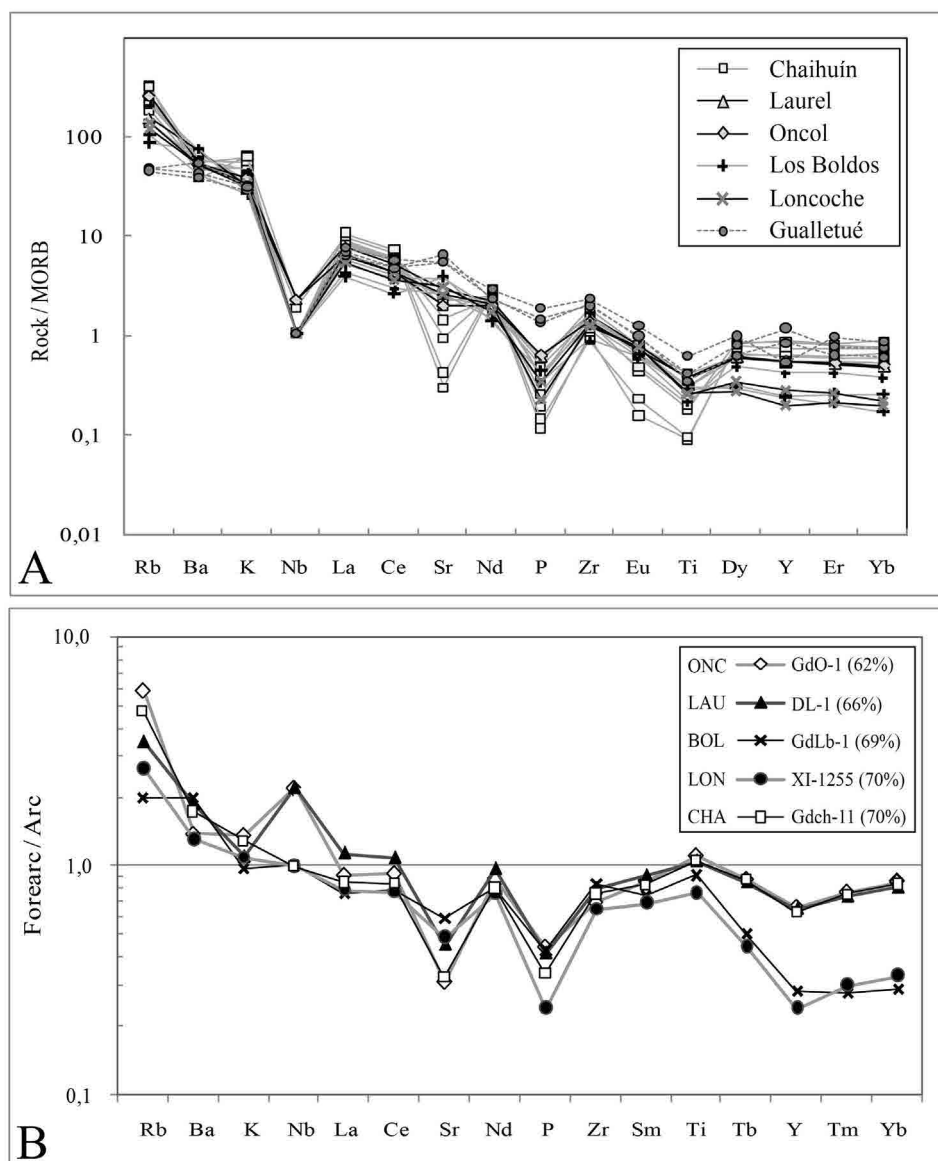 100
10
1
0,1
0,01
Rock / MORB
Chaihuín
Laurel
Oncol
Los Boldos
Loncoche
Gualletué
Rb Ba K Nb La Ce Sr Nd P Zr Eu Ti Dy Y Er Yb
A
10,0
1,0
0,1
Forearc / Arc
ONC GdO-1 (62%)
LAU DL-1 (66%)
BOL GdLb-1 (69%)
LON XI-1255 (70%)
CHA Gdch-11 (70%)
Rb Ba K Nb La Ce Sr Nd P Zr Sm Ti Tb Y Tm Yb
B